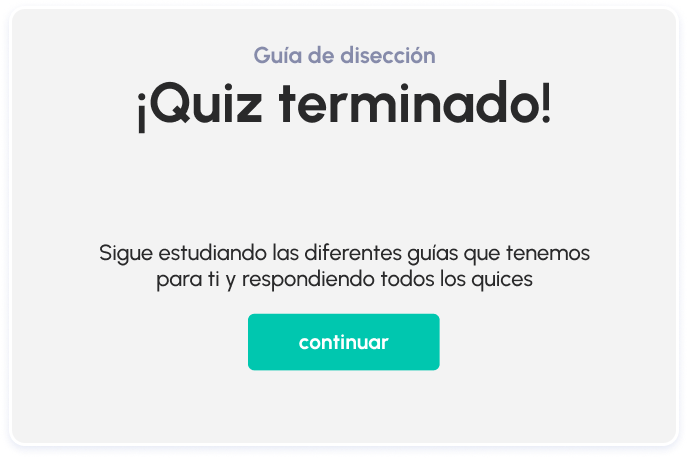 Guía de disección
¡Quiz terminado!
Sigue estudiando las diferentes guías que tenemos
para ti y respondiendo todos los quices
continuar